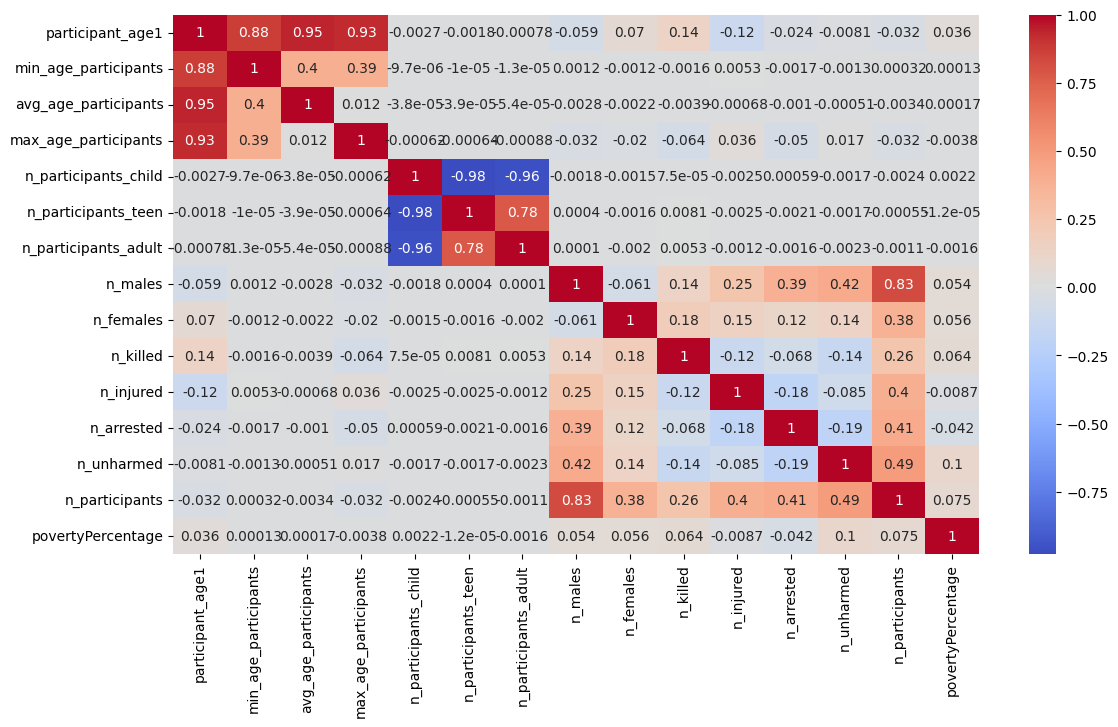 participant_age1 1 0.88 0.95 0.93 -0.0027 -0.0018 -0.00078 -0.059 0.07 0.14 -0.12 -0.024 -0.0081 -0.032 0.036
min_age_participants 0.88 1 0.4 0.39 -9.7e-06 -1e-05 -1.3e-05 0.0012 -0.0012 -0.0016 0.0053 -0.0017 -0.0013 0.00032 0.00013
avg_age_participants 0.95 0.4 1 0.012 -3.8e-05 -3.9e-05 -5.4e-05 -0.0028 -0.0022 -0.0039 -0.00068 -0.001 -0.00051 -0.0034 0.00017
max_age_participants 0.93 0.39 0.012 1 -0.00062 -0.00064 -0.00088 -0.032 -0.02 -0.064 0.036 -0.05 0.017 -0.032 -0.0038
n_participants_child -0.0027 -9.7e-06 -3.8e-05 -0.00062 1 -0.98 -0.96 -0.0018 -0.0015 7.5e-05 -0.0025 0.00059 -0.0017 -0.0024 0.0022
n_participants_teen -0.0018 -1e-05 -3.9e-05 -0.00064 -0.98 1 0.78 0.0004 -0.0016 0.0081 -0.0025 -0.0021 -0.0017 -0.00055 -1.2e-05
n_participants_adult -0.00078 -1.3e-05 -5.4e-05 -0.00088 -0.96 0.78 1 0.0001 -0.002 0.0053 -0.0012 -0.0016 -0.0023 -0.0011 -0.0016
n_males -0.059 0.0012 -0.0028 -0.032 -0.0018 0.0004 0.0001 1 -0.061 0.14 0.25 0.39 0.42 0.83 0.054
n_females 0.07 -0.0012 -0.0022 -0.02 -0.0015 -0.0016 -0.002 -0.061 1 0.18 0.15 0.12 0.14 0.38 0.056
n_killed 0.14 -0.0016 -0.0039 -0.064 7.5e-05 0.0081 0.0053 0.14 0.18 1 -0.12 -0.068 -0.14 0.26 0.064
n_injured -0.12 0.0053 -0.00068 0.036 -0.0025 -0.0025 -0.0012 0.25 0.15 -0.12 1 -0.18 -0.085 0.4 -0.0087
n_arrested -0.024 -0.0017 -0.001 -0.05 0.00059 -0.0021 -0.0016 0.39 0.12 -0.068 -0.18 1 -0.19 0.41 -0.042
n_unharmed -0.0081 -0.0013 -0.00051 0.017 -0.0017 -0.0017 -0.0023 0.42 0.14 -0.14 -0.085 -0.19 1 0.49 0.1
n_participants -0.032 0.00032 -0.0034 -0.032 -0.0024 -0.00055 -0.0011 0.83 0.38 0.26 0.4 0.41 0.49 1 0.075
povertyPercentage 0.036 0.00013 0.00017 -0.0038 0.0022 -1.2e-05 -0.0016 0.054 0.056 0.064 -0.0087 -0.042 0.1 0.075 1
participant_age1
min_age_participants
avg_age_participants
max_age_participants
n_participants_child
n_participants_teen
n_participants_adult
n_males
n_females
n_killed
n_injured
n_arrested
n_unharmed
n_participants
povertyPercentage
1.00
0.75
0.50
0.25
0.00
−0.25
−0.50
−0.75